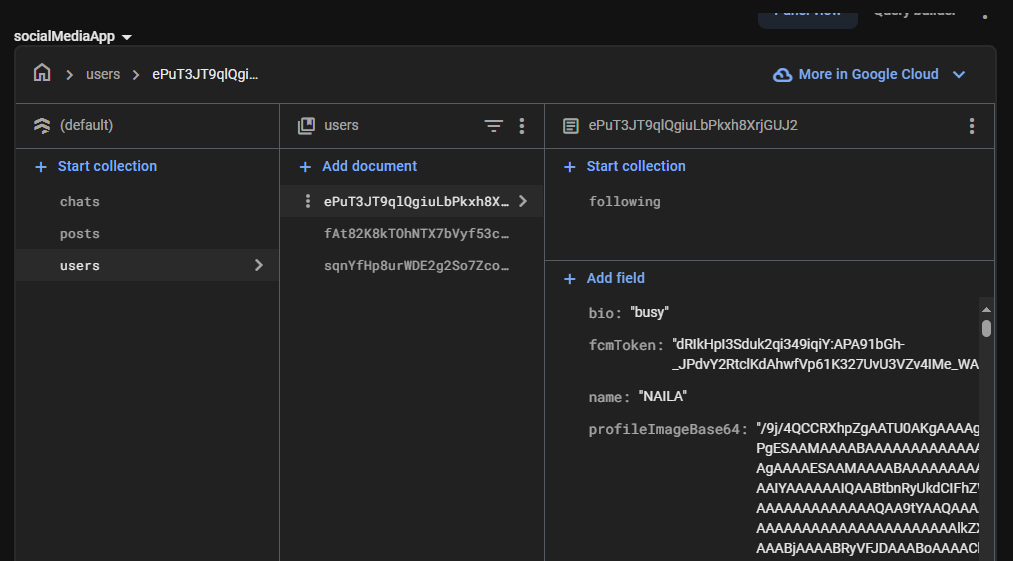 Panel view Query builder
socialMediaApp
users ePuT3JT9qlQgi...
More in Google Cloud
(default)
Start collection
chats
posts
users
users
Add document
ePuT3JT9qlQgiuLbPkxh8X...
fAt82K8kTOhNTX7bVyf53c...
sqnYfHp8urWDE2g2So7Zco...
ePuT3JT9qlQgiuLbPkxh8XrjGUJ2
Start collection
following
Add field
bio: "busy"
fcmToken: "dRIkHpI3Sduk2qi349iqiY:APA91bGh-
_JPdvY2RtclKdAhwfVp61K327UvU3VZv4IMe_WA
name: "NAILA"
profileImageBase64: "/9j/4QCCRXhpZgAATU0AKgAAAAg
PgESAAMAAAABAAAAAAAAAAAAA
AgAAAAESAAMAAAABAAAAAAAAA
AAIYAAAAAAIQAABtbnRyUkdCIFhZ
AAAAAAAAAAAAAQAA9tYAAQAAA
AAAAAAAAAAAAAAAAAAAAAAlkZ
AAABjAAAABRyVFJDAAABoAAAAC